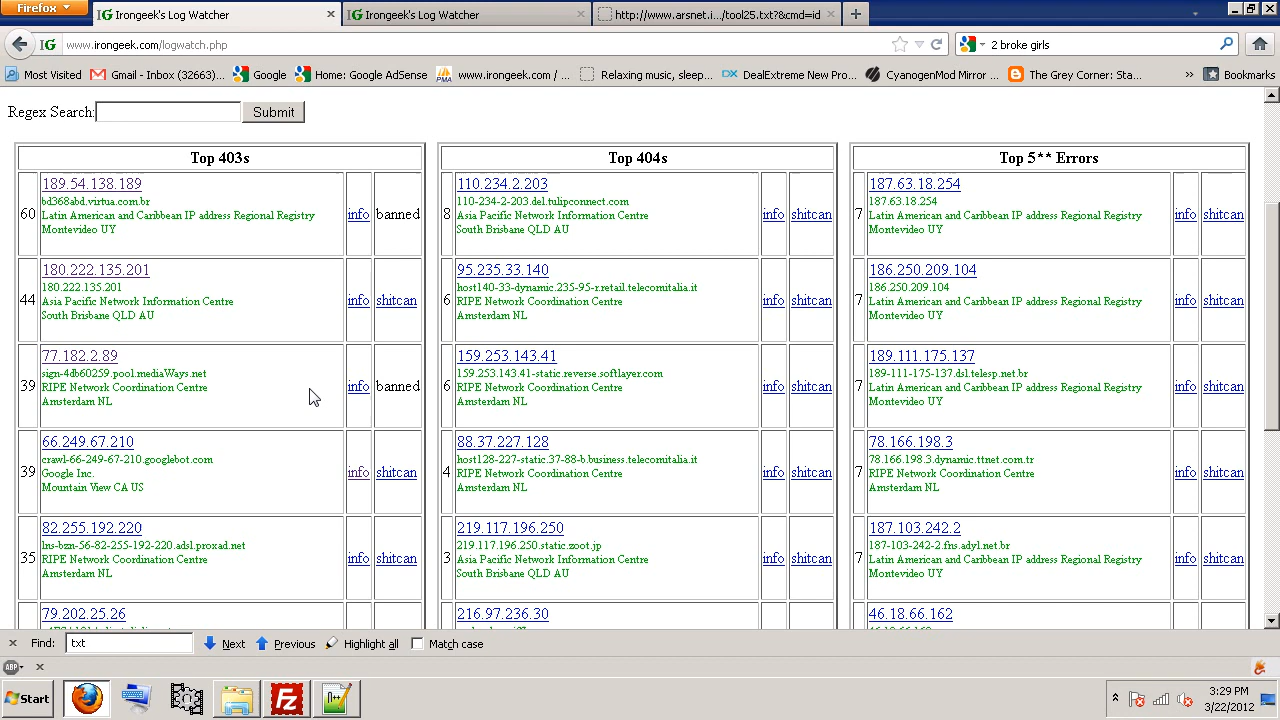 Firefox
IG Irongeek's Log Watcher
IG Irongeek's Log Watcher
http://www.arsnet.i.../tool25.txt?&cmd=id
IG www.irongeek.com/logwatch.php
2 broke girls
Most Visited
Gmail - Inbox (32663)...
Google
Home: Google AdSense
www.irongeek.com / ...
Relaxing music, sleep...
DX DealExtreme New Pro...
CyanogenMod Mirror ...
The Grey Corner: Sta...
»
Bookmarks
Regex Search:
Submit
Top 403s
60
189.54.138.189
bd368abd.virtua.com.br
Latin American and Caribbean IP address Regional Registry
Montevideo UY
info
banned
44
180.222.135.201
180.222.135.201
Asia Pacific Network Information Centre
South Brisbane QLD AU
info
shitcan
39
77.182.2.89
sign-4db60259.pool.mediaWays.net
RIPE Network Coordination Centre
Amsterdam NL
info
banned
39
66.249.67.210
crawl-66-249-67-210.googlebot.com
Google Inc.
Mountain View CA US
info
shitcan
35
82.255.192.220
lns-bzn-56-82-255-192-220.adsl.proxad.net
RIPE Network Coordination Centre
Amsterdam NL
info
shitcan
79.202.25.26
Top 404s
8
110.234.2.203
110-234-2-203.del.tulipconnect.com
Asia Pacific Network Information Centre
South Brisbane QLD AU
info
shitcan
6
95.235.33.140
host140-33-dynamic.235-95-r.retail.telecomitalia.it
RIPE Network Coordination Centre
Amsterdam NL
info
shitcan
6
159.253.143.41
159.253.143.41-static.reverse.softlayer.com
RIPE Network Coordination Centre
Amsterdam NL
info
shitcan
4
88.37.227.128
host128-227-static.37-88-b.business.telecomitalia.it
RIPE Network Coordination Centre
Amsterdam NL
info
shitcan
3
219.117.196.250
219.117.196.250.static.zoot.jp
Asia Pacific Network Information Centre
South Brisbane QLD AU
info
shitcan
216.97.236.30
Top 5** Errors
7
187.63.18.254
187.63.18.254
Latin American and Caribbean IP address Regional Registry
Montevideo UY
info
shitcan
7
186.250.209.104
186.250.209.104
Latin American and Caribbean IP address Regional Registry
Montevideo UY
info
shitcan
7
189.111.175.137
189-111-175-137.dsl.telesp.net.br
Latin American and Caribbean IP address Regional Registry
Montevideo UY
info
shitcan
7
78.166.198.3
78.166.198.3.dynamic.ttnet.com.tr
RIPE Network Coordination Centre
Amsterdam NL
info
shitcan
7
187.103.242.2
187-103-242-2.fns.adyl.net.br
Latin American and Caribbean IP address Regional Registry
Montevideo UY
info
shitcan
46.18.66.162
Find:
txt
Next
Previous
Highlight all
Match case
ABP
Start
3:29 PM
3/22/2012